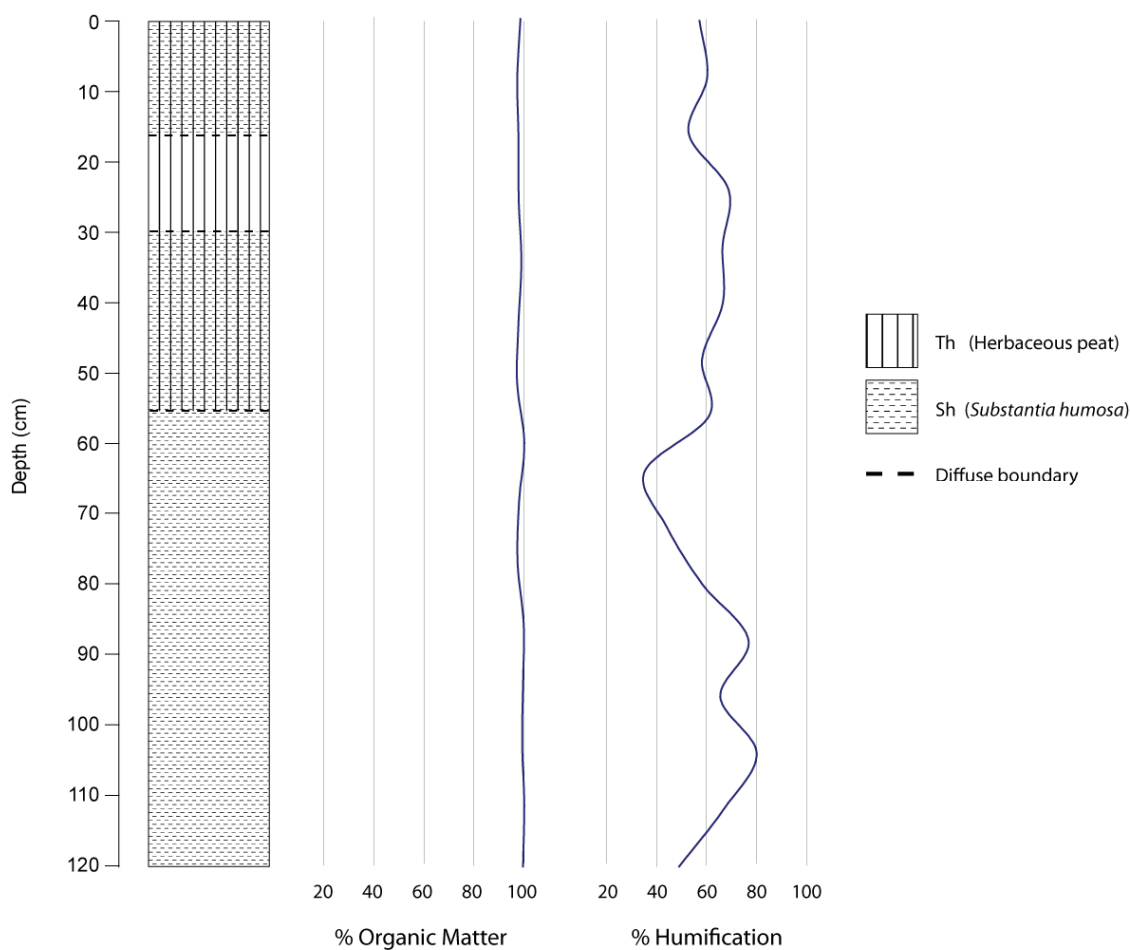 0
10
20
30
40
50
60
70
80
90
100
110
120
Depth (cm)
20 40 60 80 100
% Organic Matter
20 40 60 80 100
% Humification
Th (Herbaceous peat)
Sh (Substantia humosa)
Diffuse boundary